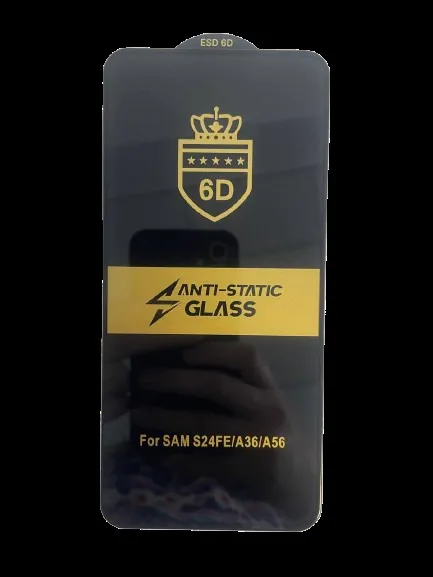 ESD 6D
6D
ANTI-STATIC
GLASS
For SAM S24FE/A36/A56